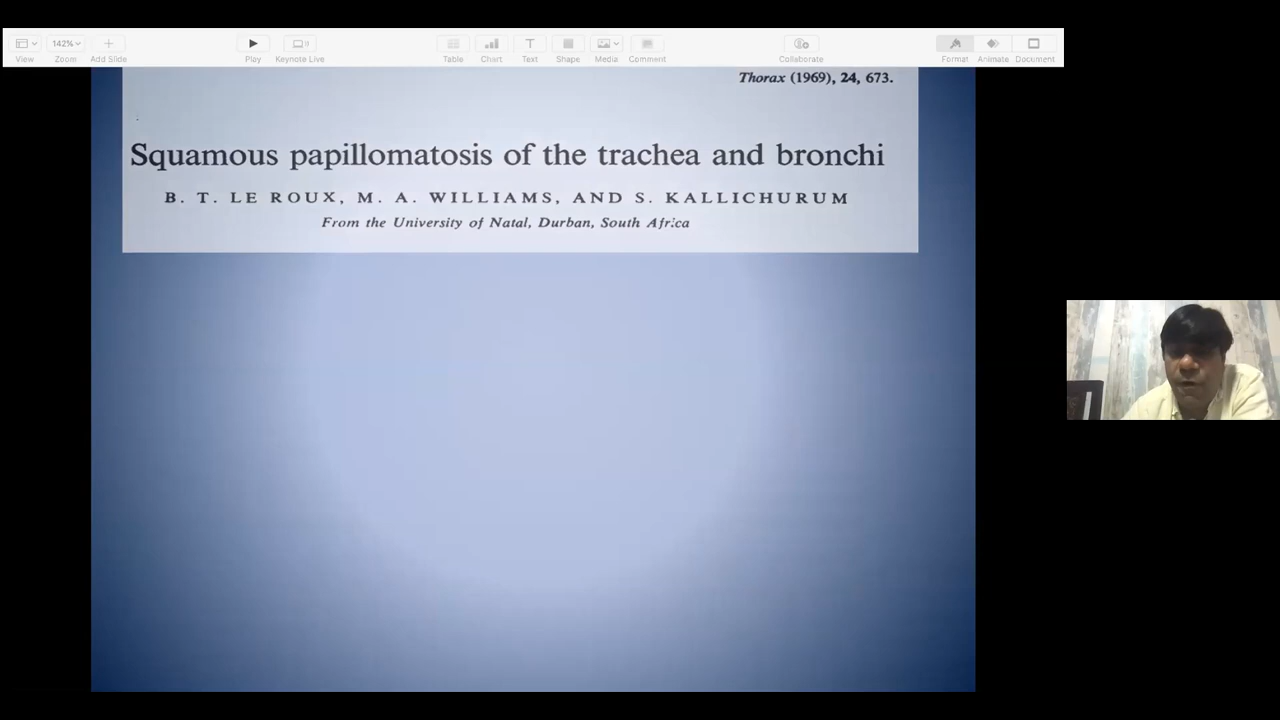 142%
View
Zoom
Add Slide
Play
Keynote Live
Table
Chart
Text
Shape
Media
Comment
Collaborate
Format
Animate
Document
Thorax (1969), 24, 673.
Squamous papillomatosis of the trachea and bronchi
B. T. LE ROUX, M. A. WILLIAMS, AND S. KALLICHURUM
From the University of Natal, Durban, South Africa